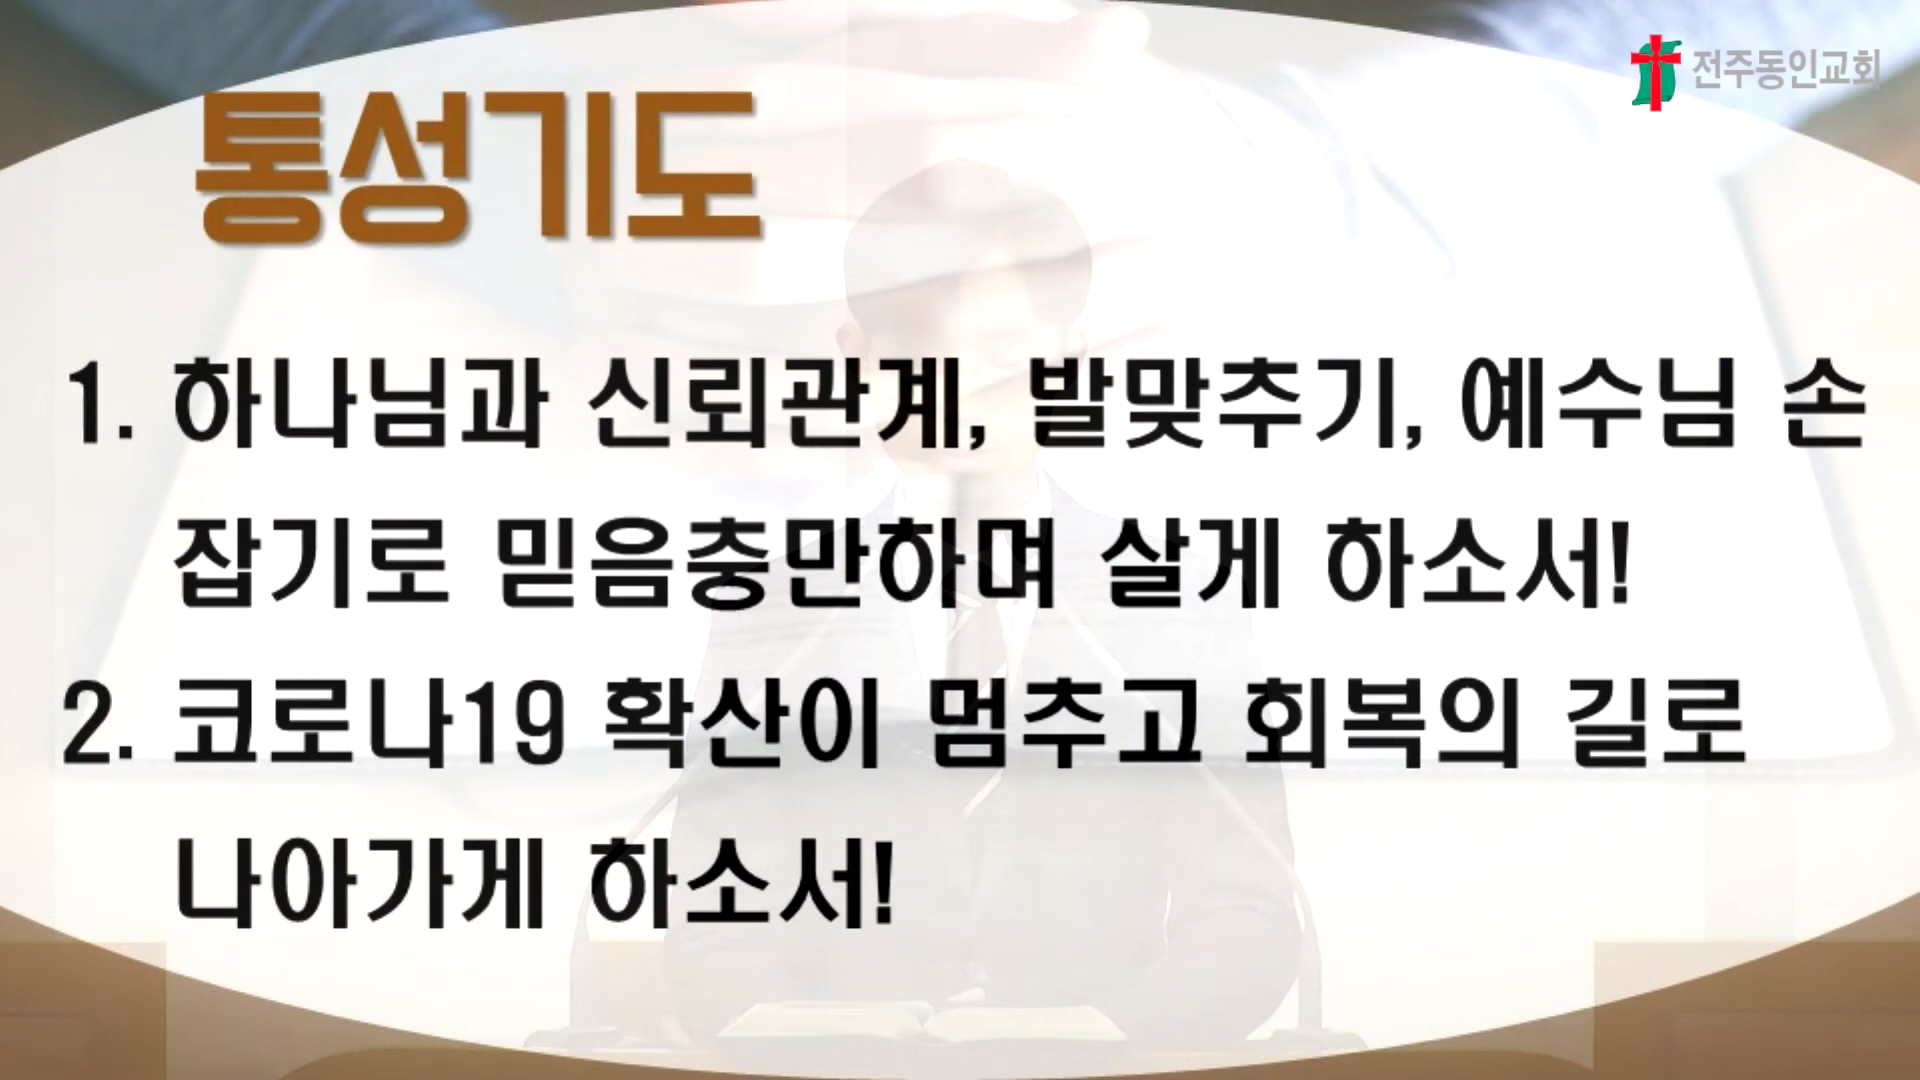 전주동인교회
통성기도
1. 하나님과 신뢰관계, 발맞추기, 예수님 손
잡기로 믿음충만하며 살게 하소서!
2. 코로나19 확산이 멈추고 회복의 길로
나아가게 하소서!